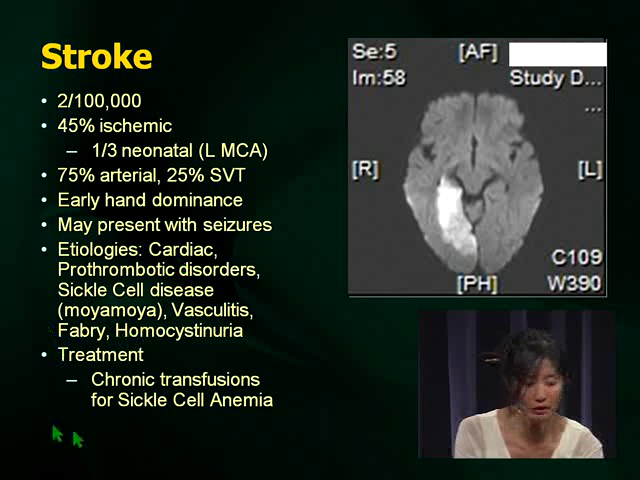 Stroke
• 2/100,000
• 45% ischemic
– 1/3 neonatal (L MCA)
• 75% arterial, 25% SVT
• Early hand dominance
• May present with seizures
• Etiologies: Cardiac,
Prothrombotic disorders,
Sickle Cell disease
(moyamoya), Vasculitis,
Fabry, Homocystinuria
• Treatment
– Chronic transfusions
for Sickle Cell Anemia
Se:5 [AF]
Im:58 Study D...
...
[R] [L]
C109
[PH] W390